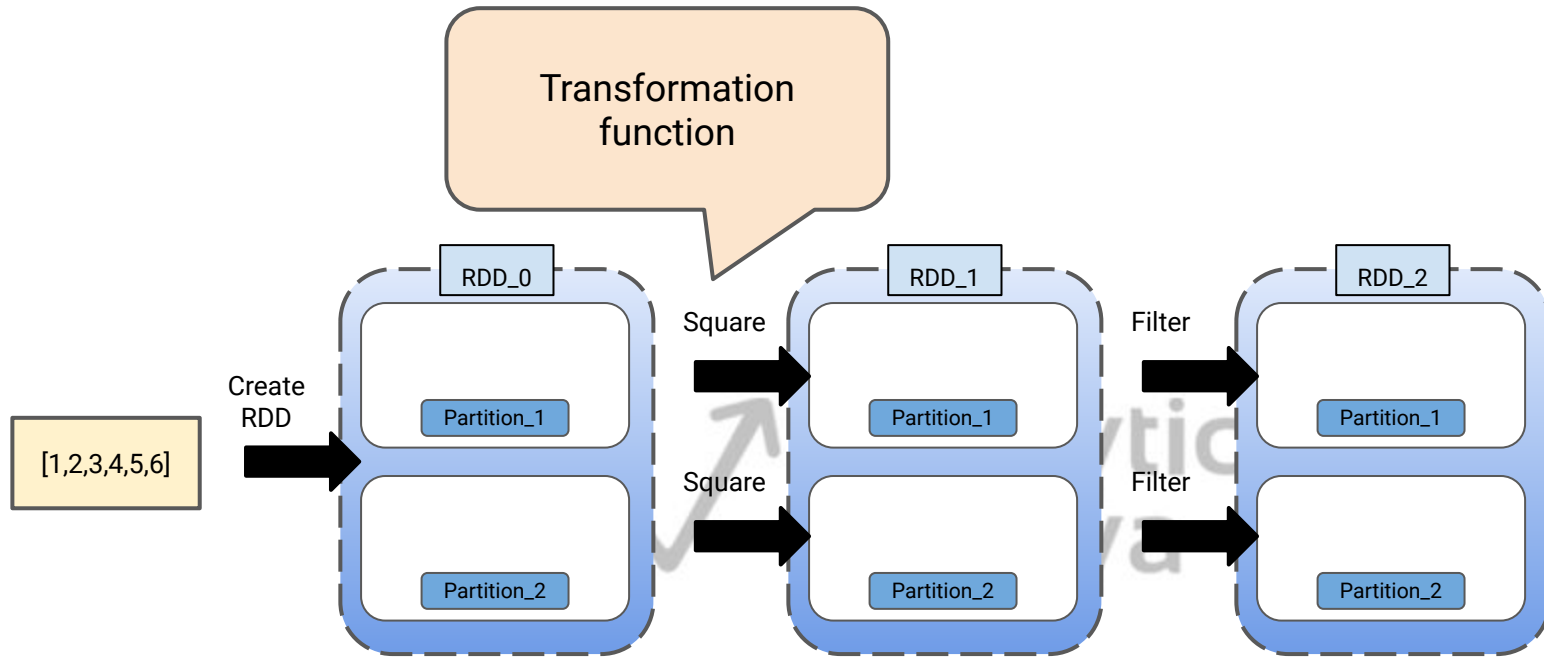 Transformation
function
RDD_0
RDD_1
RDD_2
Square
Filter
Create
RDD
Partition_1
Partition_1
Partition_1
[1,2,3,4,5,6]
Square
Filter
Partition_2
Partition_2
Partition_2